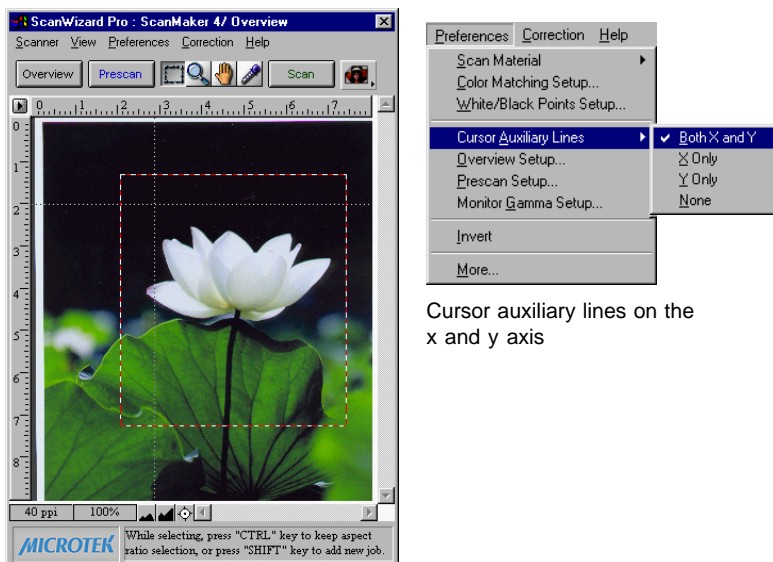 ScanWizard Pro : ScanMaker 4/ Overview
Scanner View Preferences Correction Help
Overview Prescan Scan
0 1 2 3 4 5 6 7
0
1
2
3
4
5
6
7
8
40 ppi 100%
MICROTEK
While selecting, press "CTRL" key to keep aspect
ratio selection, or press "SHIFT" key to add new job.
Preferences Correction Help
Scan Material
Color Matching Setup...
White/Black Points Setup...
Cursor Auxiliary Lines
Overview Setup...
Prescan Setup...
Monitor Gamma Setup...
Invert
More...
Both X and Y
X Only
Y Only
None
Cursor auxiliary lines on the
x and y axis